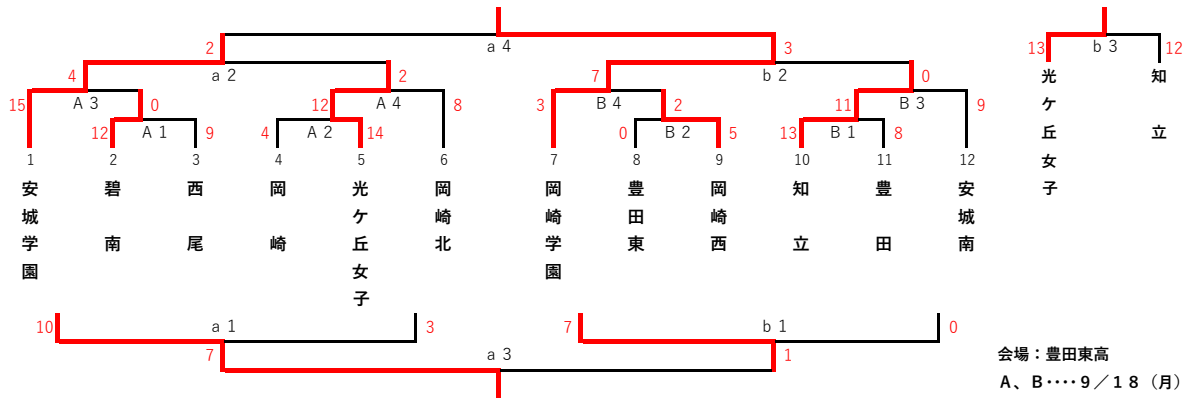 a 4
b 3
2
3
13
12
a 2
b 2
4
2
7
0
光ケ丘女子
知立
15
A 3
0
12
A 4
8
3
B 4
2
11
B 3
9
12
A 1
9
4
A 2
14
0
B 2
5
13
B 1
8
1
2
3
4
5
6
7
8
9
10
11
12
安城学園
碧南
西尾
岡崎
光ケ丘女子
岡崎北
岡崎学園
豊田東
岡崎西
知立
豊田
安城南
10
a 1
3
7
b 1
0
7
a 3
1
会場：豊田東高
A、B‥‥９／１８（月）